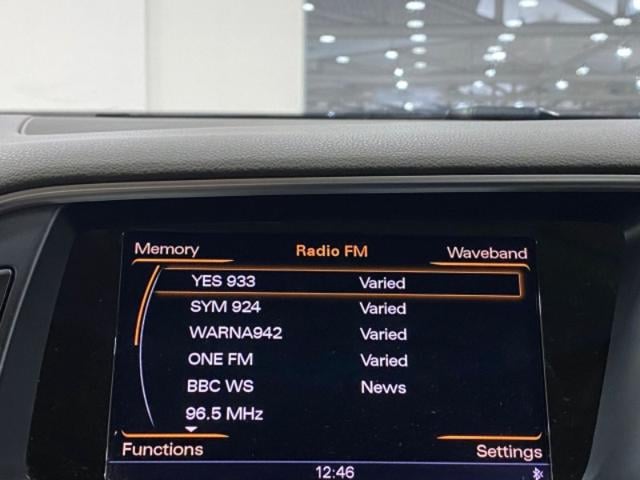 Memory Radio FM Waveband
YES 933 Varied
SYM 924 Varied
WARNA942 Varied
ONE FM Varied
BBC WS News
96.5 MHz
Functions Settings
12:46